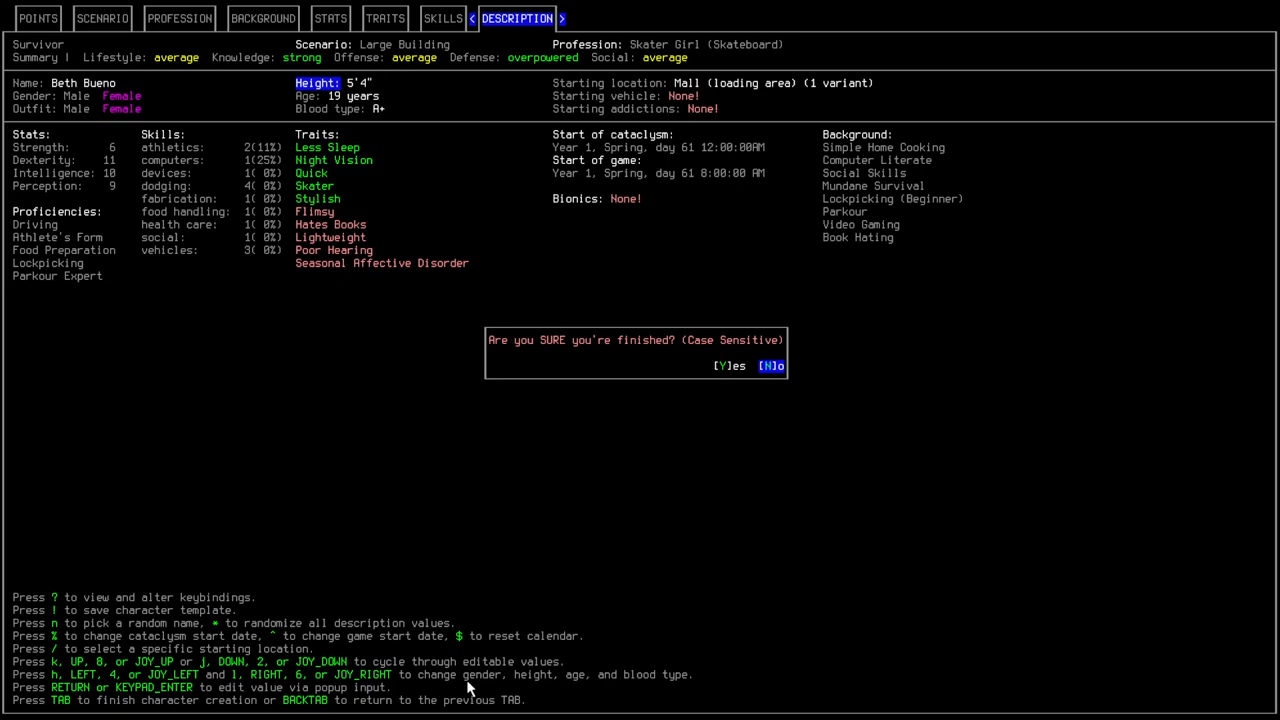 POINTS SCENARIO PROFESSION BACKGROUND STATS TRAITS SKILLS < DESCRIPTION >
Survivor Scenario: Large Building Profession: Skater Girl (Skateboard)
Summary | Lifestyle: average Knowledge: strong Offense: average Defense: overpowered Social: average
Name: Beth Bueno Height: 5'4" Starting location: Mall (loading area) (1 variant)
Gender: Male Female Age: 19 years Starting vehicle: None!
Outfit: Male Female Blood type: A+ Starting addictions: None!
Stats: Skills: Traits: Start of cataclysm: Background:
Strength: 6 athletics: 2(11%) Less Sleep Year 1, Spring, day 61 12:00:00AM Simple Home Cooking
Dexterity: 11 computers: 1(25%) Night Vision Start of game: Computer Literate
Intelligence: 10 devices: 1( 0%) Quick Year 1, Spring, day 61 8:00:00 AM Social Skills
Perception: 9 dodging: 4( 0%) Skater Mundane Survival
fabrication: 1( 0%) Stylish Bionics: None! Lockpicking (Beginner)
Proficiencies: food handling: 1( 0%) Flimsy Parkour
Driving health care: 1( 0%) Hates Books Video Gaming
Athlete's Form social: 1( 0%) Lightweight Book Hating
Food Preparation vehicles: 3( 0%) Poor Hearing
Lockpicking Seasonal Affective Disorder
Parkour Expert
Are you SURE you're finished? (Case Sensitive)
[Y]es [N]o
Press ? to view and alter keybindings.
Press ! to save character template.
Press n to pick a random name, * to randomize all description values.
Press % to change cataclysm start date, ^ to change game start date, $ to reset calendar.
Press / to select a specific starting location.
Press k, UP, 8, or JOY_UP or j, DOWN, 2, or JOY_DOWN to cycle through editable values.
Press h, LEFT, 4, or JOY_LEFT and l, RIGHT, 6, or JOY_RIGHT to change gender, height, age, and blood type.
Press RETURN or KEYPAD_ENTER to edit value via popup input.
Press TAB to finish character creation or BACKTAB to return to the previous TAB.